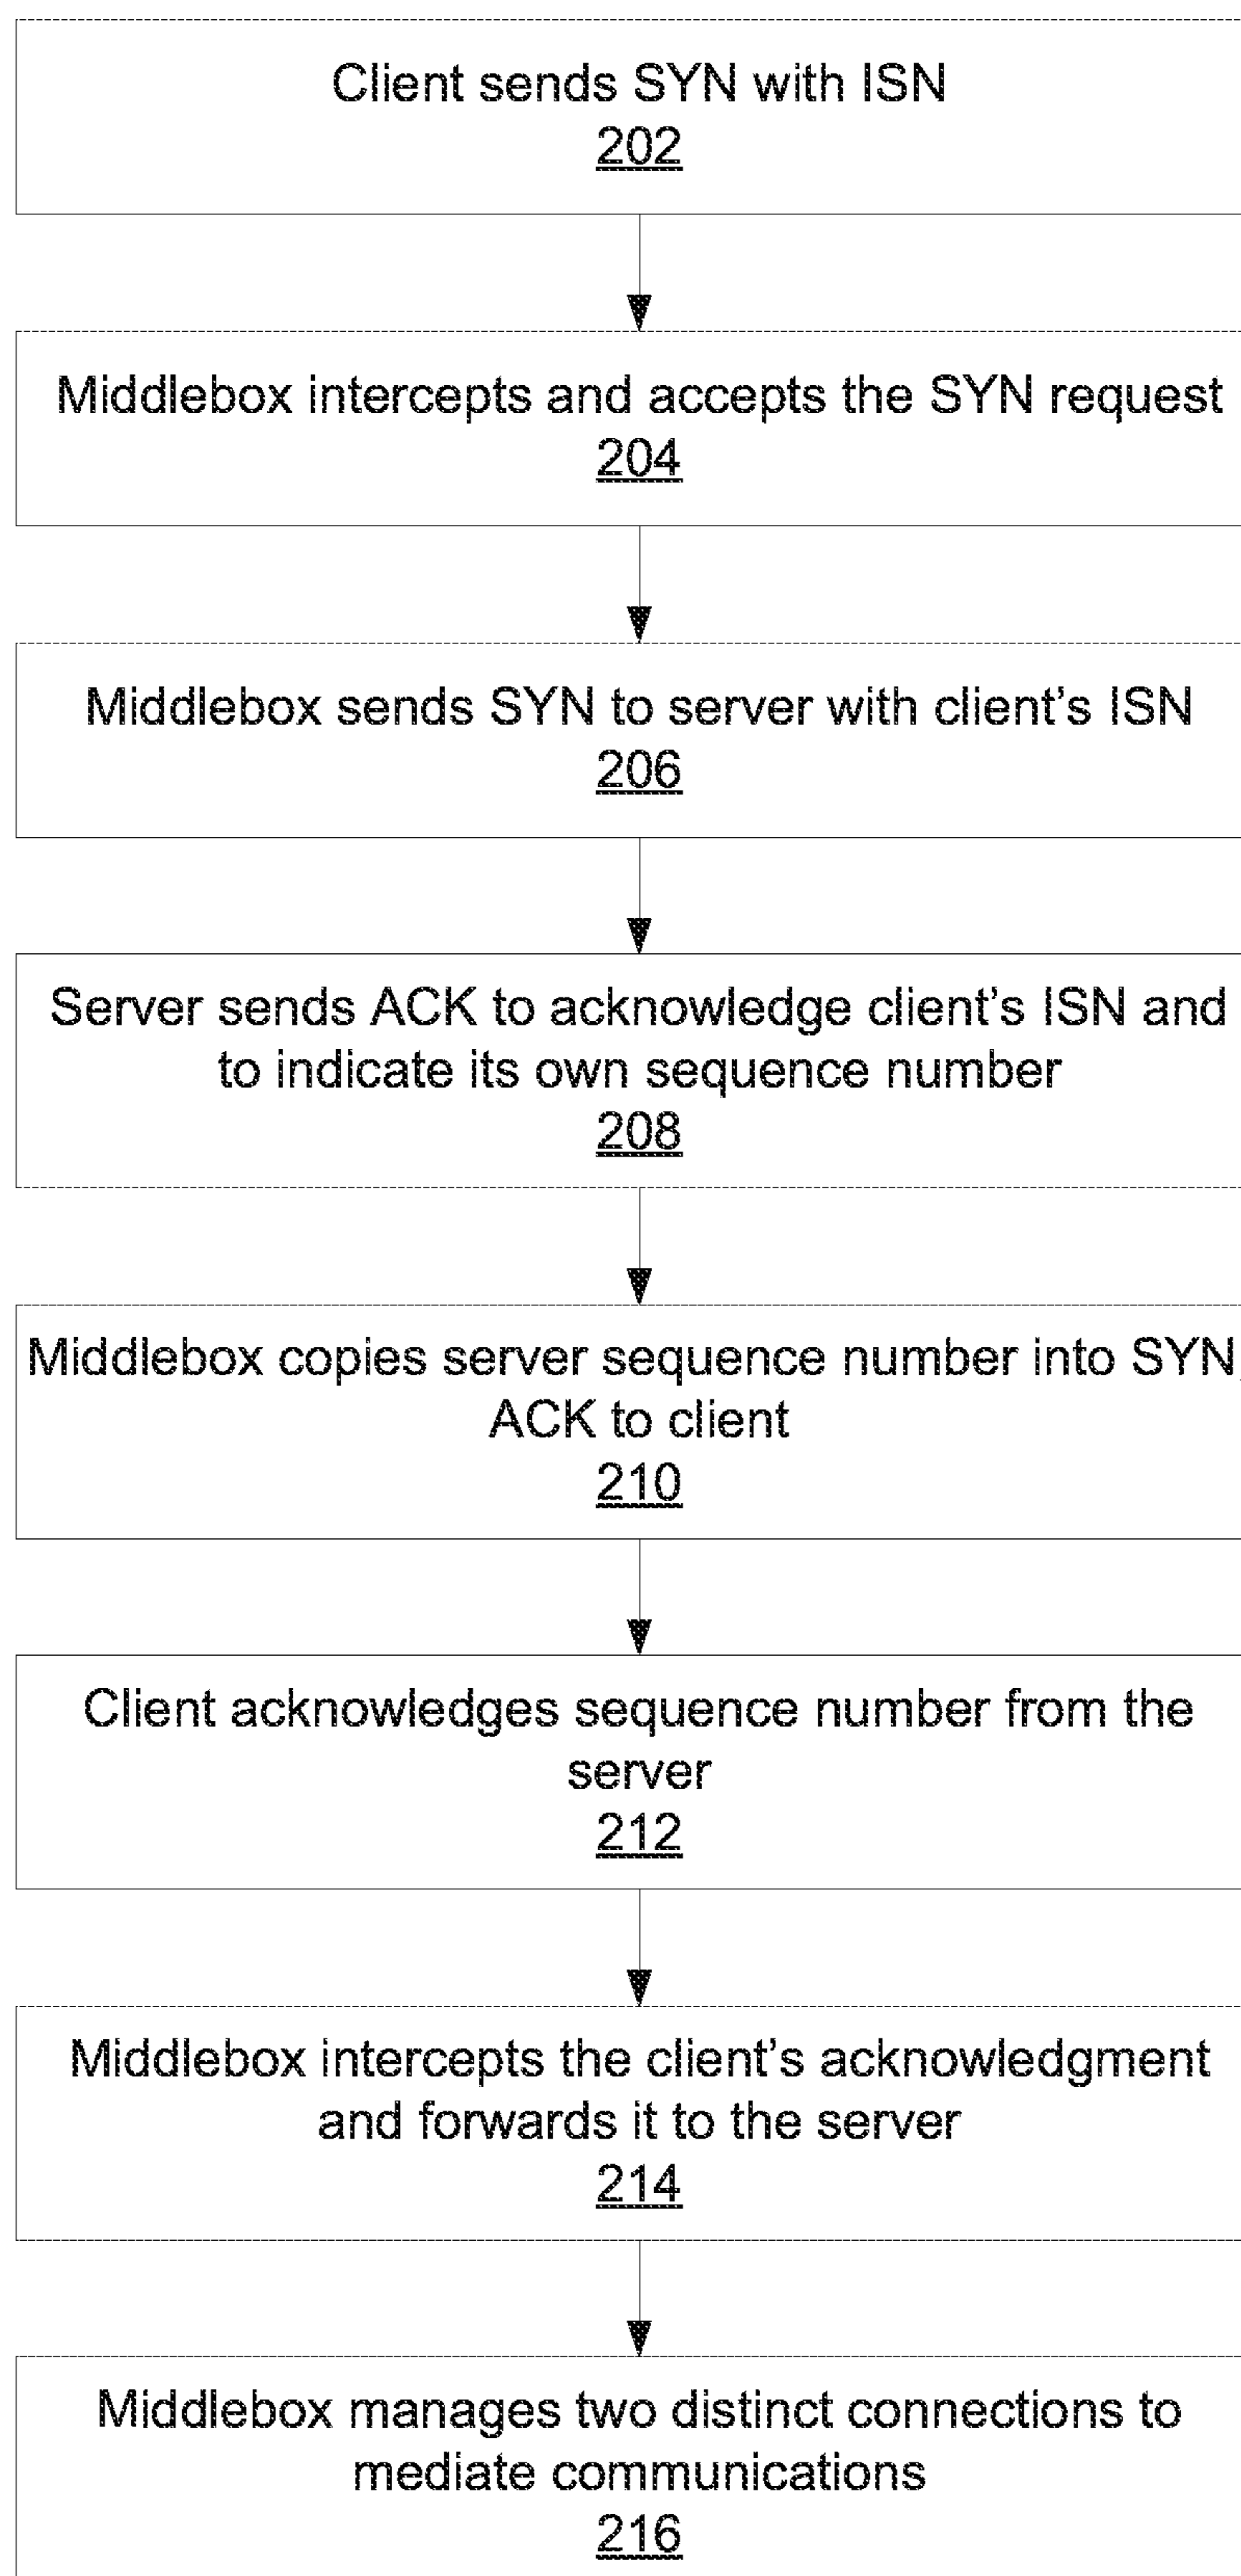 Client sends SYN with ISN
202
Middlebox intercepts and accepts the SYN request
204
Middlebox sends SYN to server with client's ISN
206
Server sends ACK to acknowledge client's ISN and
to indicate its own sequence number
208
Middlebox copies server sequence number into SYN,
ACK to client
210
Client acknowledges sequence number from the
server
212
Middlebox intercepts the client's acknowledgment
and forwards it to the server
214
Middlebox manages two distinct connections to
mediate communications
216